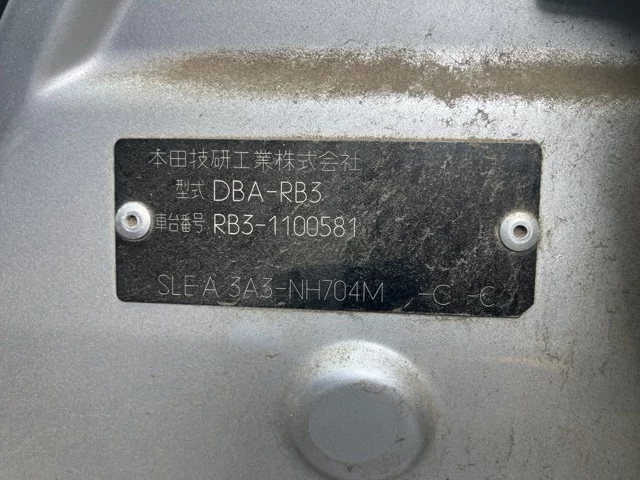 本田技研工業株式会社
型式 DBA-RB3
車台番号 RB3-1100581
SLE A 3A3-NH704M -C -C